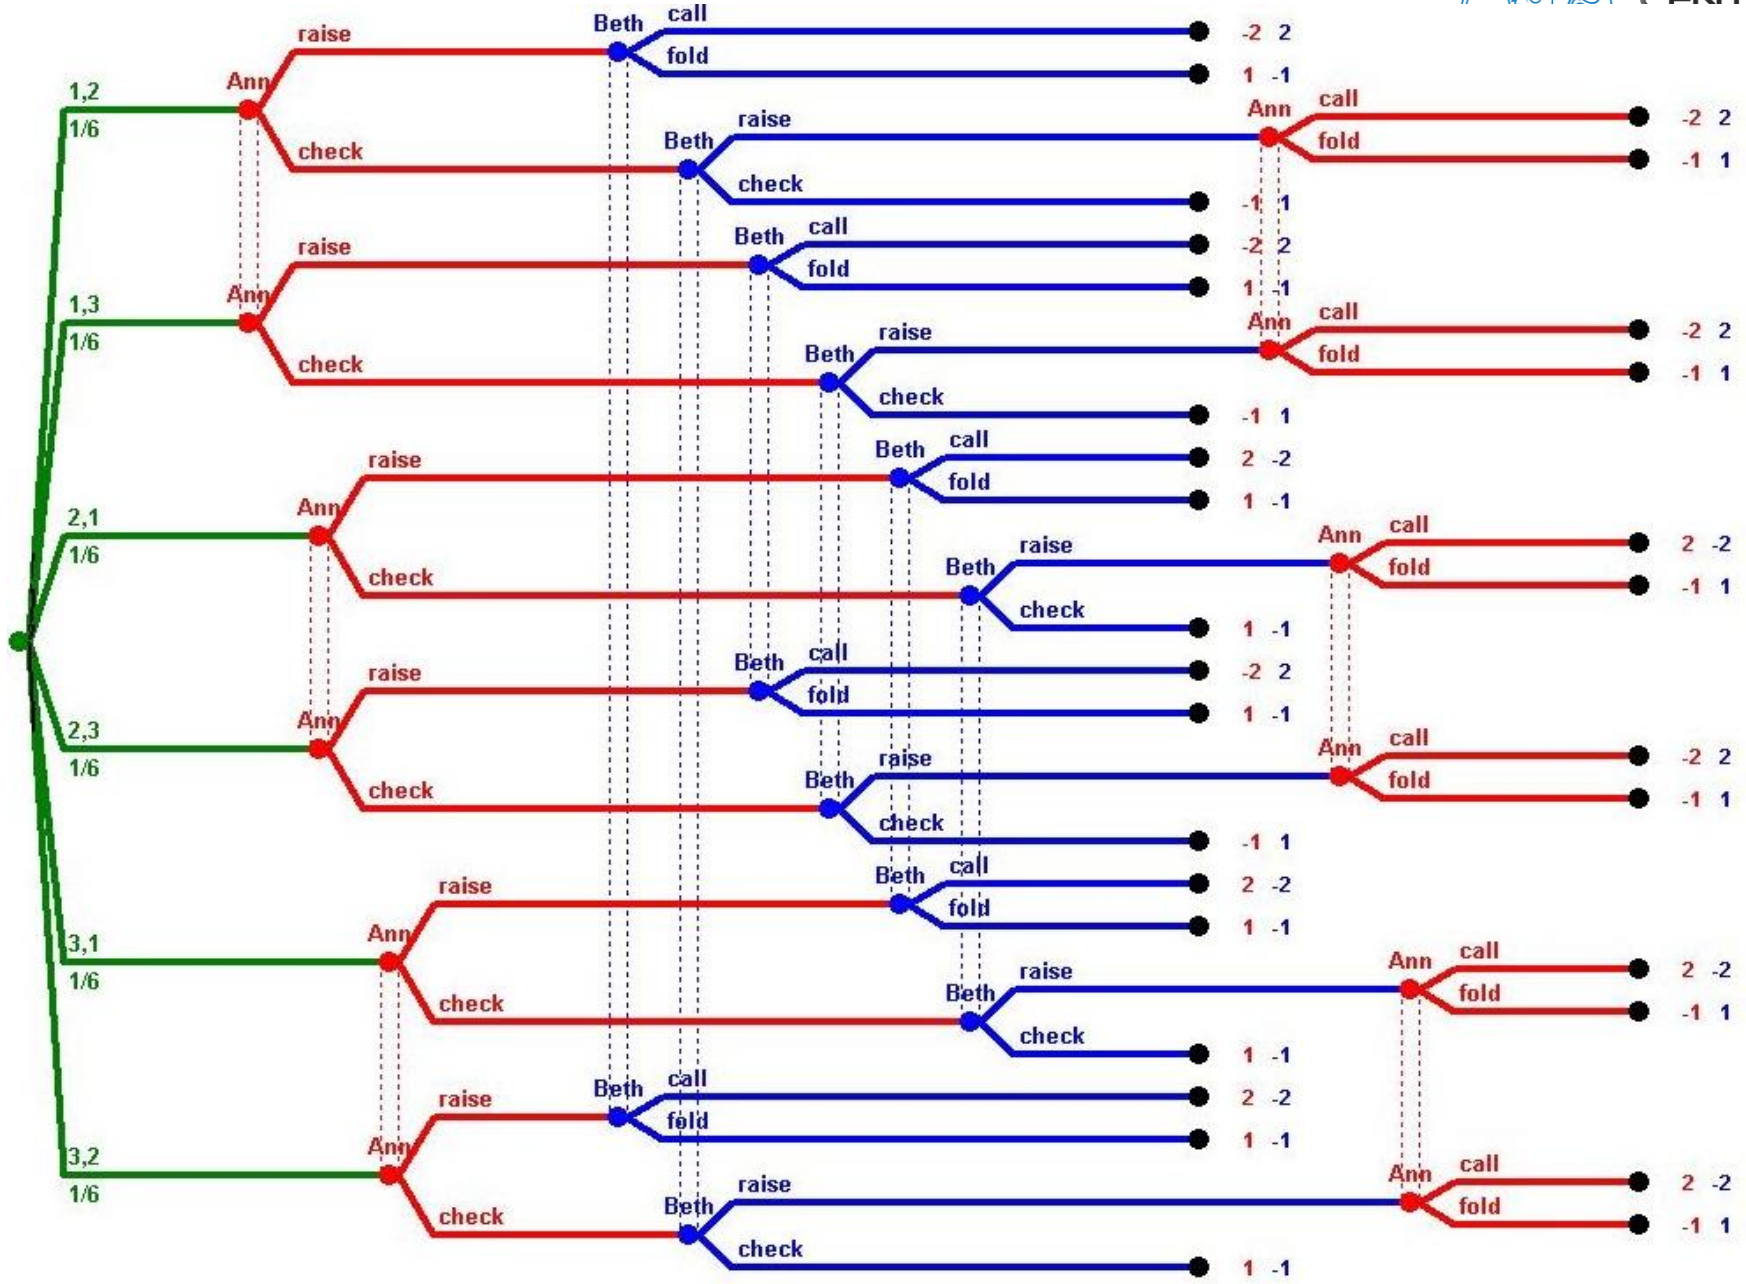 Beth call
-2 2
raise
fold
1 -1
Ann
1,2
1/6
Ann call
-2 2
raise
fold
-1 1
check
Beth
check
-1 1
raise
Beth call
-2 2
fold
1 -1
Ann
1,3
1/6
Ann call
-2 2
raise
fold
-1 1
check
Beth
check
-1 1
raise
Beth call
2 -2
fold
1 -1
Ann
2,1
1/6
Ann call
2 -2
raise
fold
-1 1
check
Beth
check
1 -1
raise
Beth call
-2 2
fold
1 -1
Ann
2,3
1/6
Ann call
-2 2
raise
fold
-1 1
check
Beth
check
-1 1
raise
Beth call
2 -2
fold
1 -1
Ann
3,1
1/6
Ann call
2 -2
raise
fold
-1 1
check
Beth
check
1 -1
raise
Beth call
2 -2
fold
1 -1
Ann
3,2
1/6
Ann call
2 -2
raise
fold
-1 1
check
Beth
check
1 -1